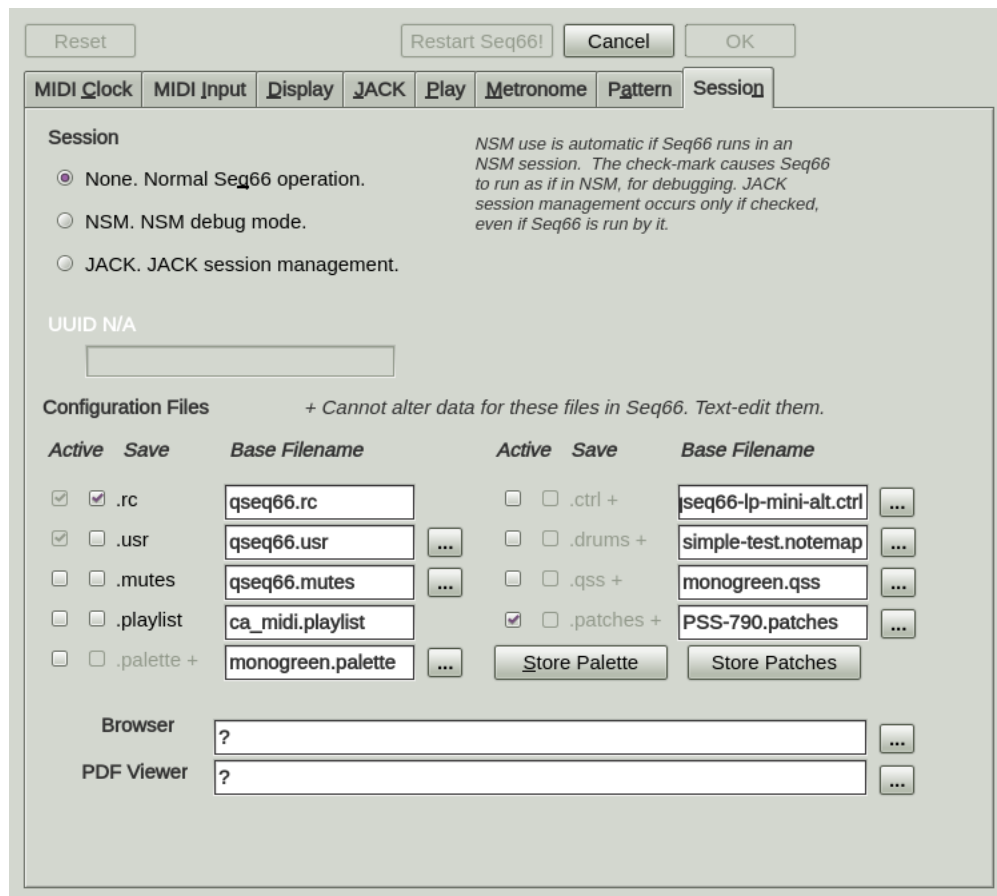 Reset Restart Seq66! Cancel OK
MIDI Clock MIDI Input Display JACK Play Metronome Pattern Session
Session
None. Normal Seq66 operation.
NSM. NSM debug mode.
JACK. JACK session management.
NSM use is automatic if Seq66 runs in an
NSM session. The check-mark causes Seq66
to run as if in NSM, for debugging. JACK
session management occurs only if checked,
even if Seq66 is run by it.
UUID N/A
Configuration Files + Cannot alter data for these files in Seq66. Text-edit them.
Active Save Base Filename Active Save Base Filename
.rc qseq66.rc .ctrl + qseq66-lp-mini-alt.ctrl ...
.usr qseq66.usr ... .drums + simple-test.notemap ...
.mutes qseq66.mutes ... .qss + monogreen.qss ...
.playlist ca_midi.playlist .patches + PSS-790.patches ...
.palette + monogreen.palette ... Store Palette Store Patches
Browser ? ...
PDF Viewer ? ...